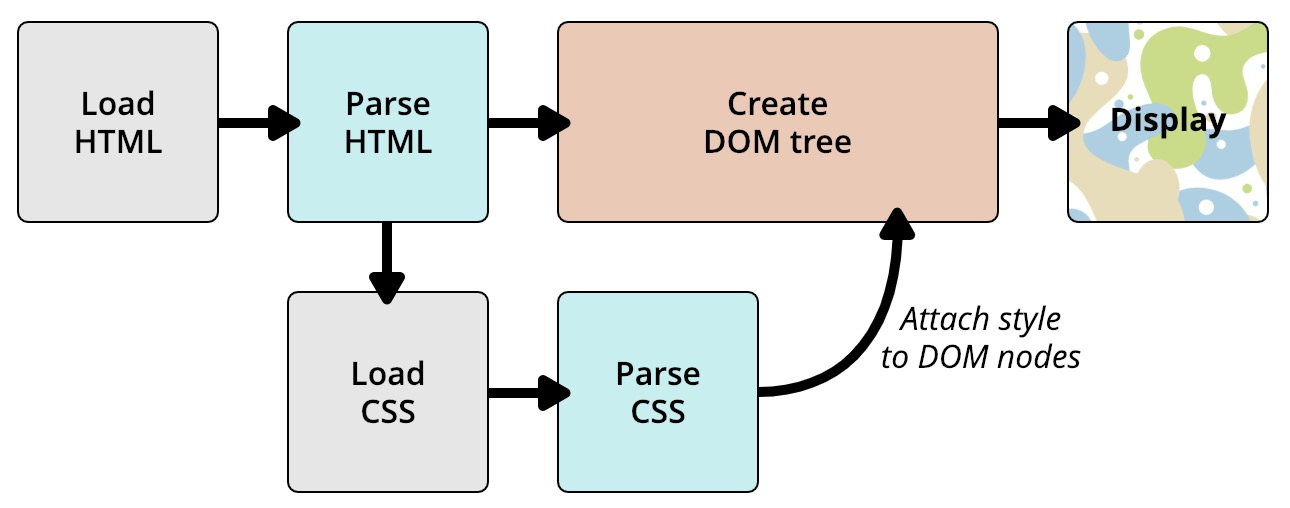 Load
HTML
Parse
HTML
Create
DOM tree
Display
Load
CSS
Parse
CSS
Attach style
to DOM nodes